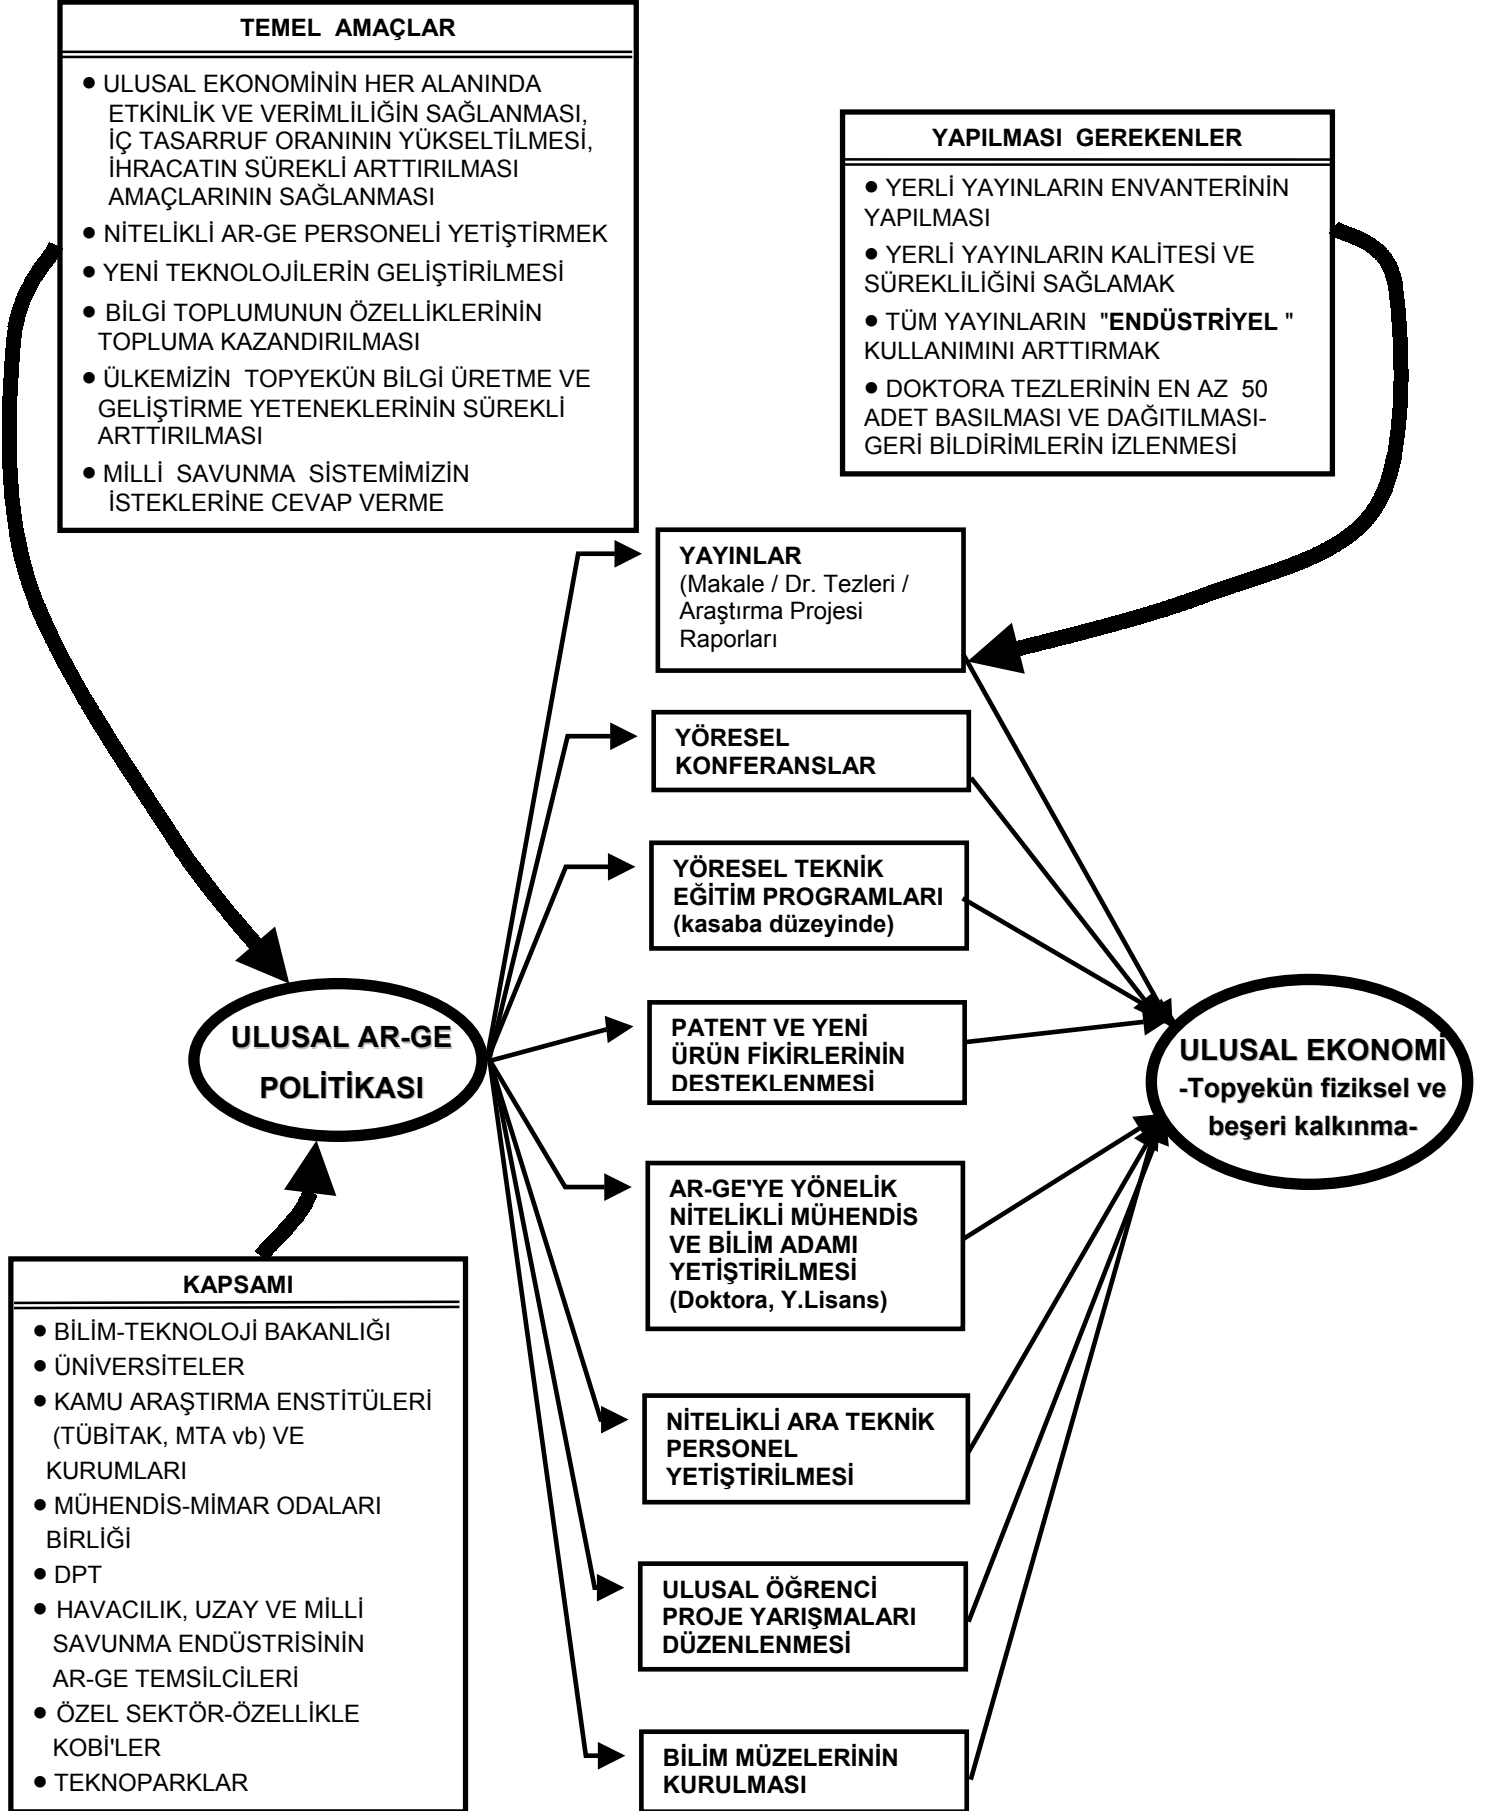 TEMEL AMAÇLAR
● ULUSAL EKONOMİNİN HER ALANINDA
ETKİNLİK VE VERİMLİLİĞİN SAĞLANMASI,
İÇ TASARRUF ORANININ YÜKSELTİLMESİ,
İHRACATIN SÜREKLİ ARTTIRILMASI
AMAÇLARININ SAĞLANMASI
● NİTELİKLİ AR-GE PERSONELİ YETİŞTİRMEK
● YENİ TEKNOLOJİLERİN GELİŞTİRİLMESİ
● BİLGİ TOPLUMUNUN ÖZELLİKLERİNİN
TOPLUMA KAZANDIRILMASI
● ÜLKEMİZİN TOPYEKÜN BİLGİ ÜRETME VE
GELİŞTİRME YETENEKLERİNİN SÜREKLİ
ARTTIRILMASI
● MİLLİ SAVUNMA SİSTEMİMİZİN
İSTEKLERİNE CEVAP VERME
YAPILMASI GEREKENLER
● YERLİ YAYINLARIN ENVANTERİNİN
YAPILMASI
● YERLİ YAYINLARIN KALİTESİ VE
SÜREKLİLİĞİNİ SAĞLAMAK
● TÜM YAYINLARIN "ENDÜSTRİYEL "
KULLANIMINI ARTTIRMAK
● DOKTORA TEZLERİNİN EN AZ 50
ADET BASILMASI VE DAĞITILMASI-
GERİ BİLDİRİMLERİN İZLENMESİ
YAYINLAR
(Makale / Dr. Tezleri /
Araştırma Projesi
Raporları
YÖRESEL
KONFERANSLAR
YÖRESEL TEKNİK
EĞİTİM PROGRAMLARI
(kasaba düzeyinde)
PATENT VE YENİ
ÜRÜN FİKİRLERİNİN
DESTEKLENMESİ
AR-GE'YE YÖNELİK
NİTELİKLİ MÜHENDİS
VE BİLİM ADAMI
YETİŞTİRİLMESİ
(Doktora, Y.Lisans)
NİTELİKLİ ARA TEKNİK
PERSONEL
YETİŞTİRİLMESİ
ULUSAL ÖĞRENCİ
PROJE YARIŞMALARI
DÜZENLENMESİ
BİLİM MÜZELERİNİN
KURULMASI
ULUSAL AR-GE
POLİTİKASI
ULUSAL EKONOMİ
-Topyekün fiziksel ve
beşeri kalkınma-
KAPSAMI
● BİLİM-TEKNOLOJİ BAKANLIĞI
● ÜNİVERSİTELER
● KAMU ARAŞTIRMA ENSTİTÜLERİ
(TÜBİTAK, MTA vb) VE
KURUMLARI
● MÜHENDİS-MİMAR ODALARI
BİRLİĞİ
● DPT
● HAVACILIK, UZAY VE MİLLİ
SAVUNMA ENDÜSTRİSİNİN
AR-GE TEMSİLCİLERİ
● ÖZEL SEKTÖR-ÖZELLİKLE
KOBİ'LER
● TEKNOPARKLAR